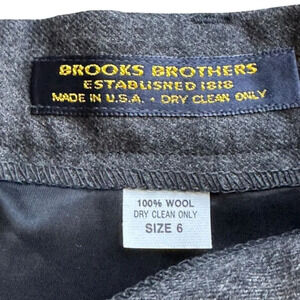 BROOKS BROTHERS
ESTABLISHED 1818
MADE IN U.S.A. - DRY CLEAN ONLY
100% WOOL
DRY CLEAN ONLY
SIZE 6